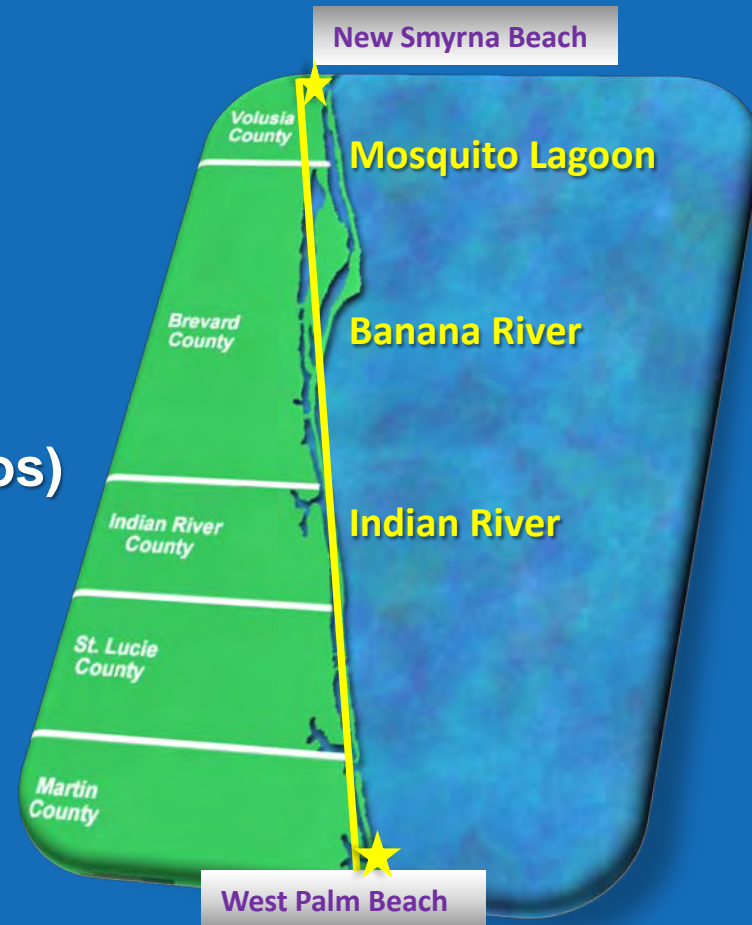 New Smyrna Beach
Volusia
County
Mosquito Lagoon
Brevard
County
Banana River
os)
Indian River
County
Indian River
St. Lucie
County
Martin
County
West Palm Beach